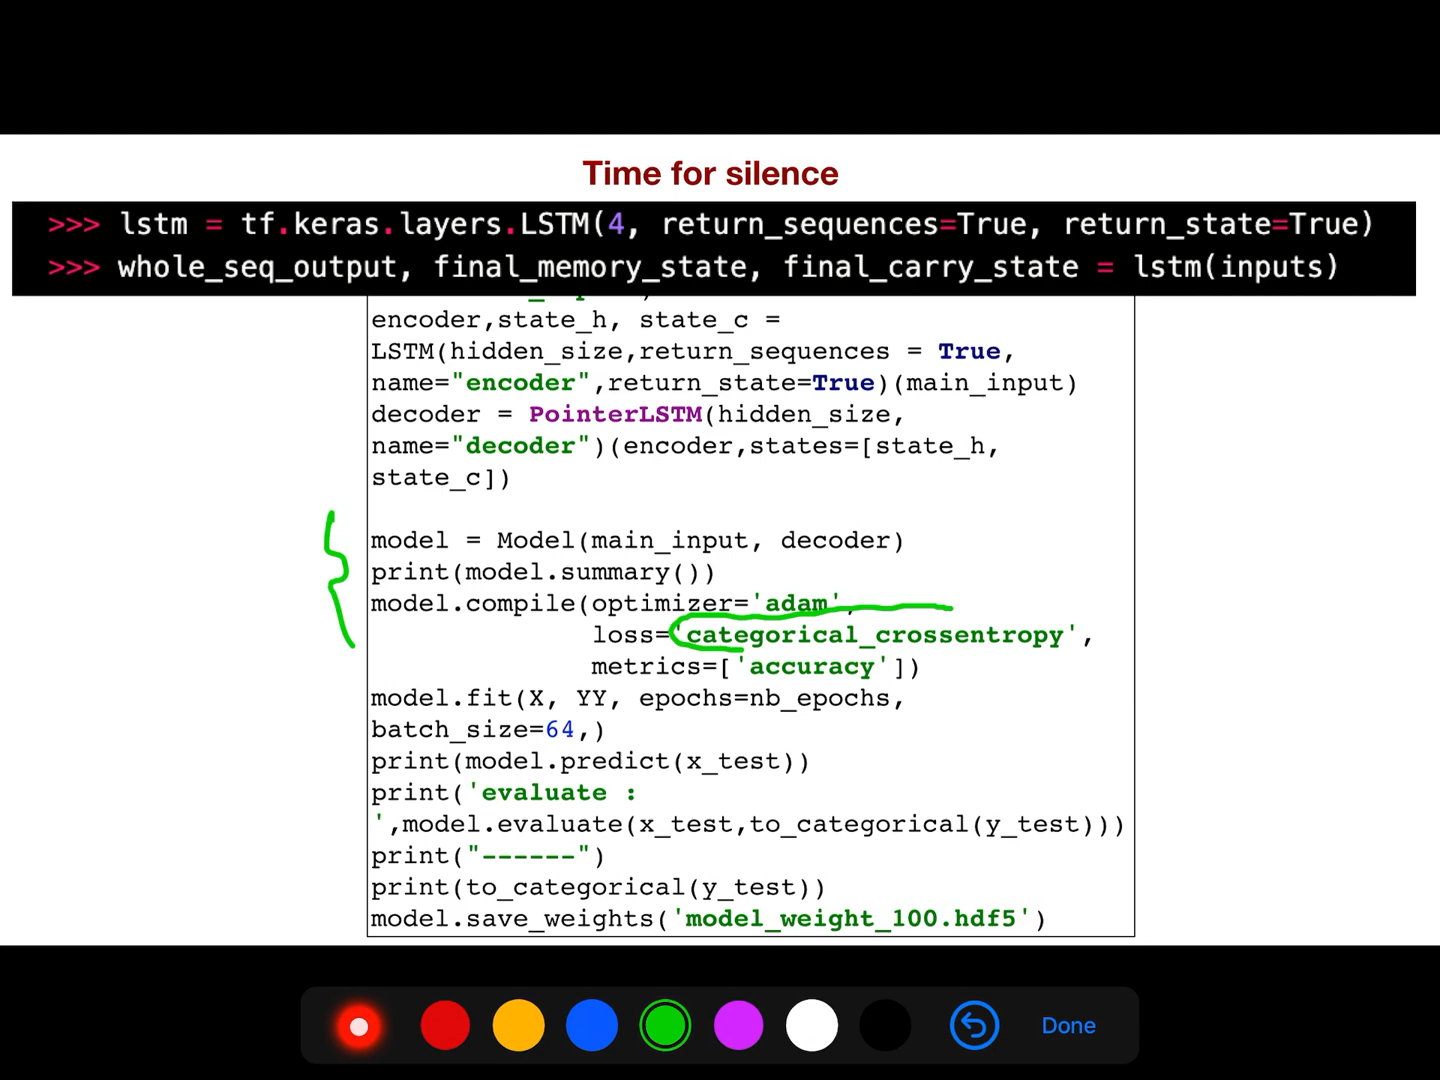 Time for silence
>>> lstm = tf.keras.layers.LSTM(4, return_sequences=True, return_state=True)
>>> whole_seq_output, final_memory_state, final_carry_state = lstm(inputs)
encoder,state_h, state_c =
LSTM(hidden_size,return_sequences = True,
name="encoder",return_state=True)(main_input)
decoder = PointerLSTM(hidden_size,
name="decoder")(encoder,states=[state_h,
state_c])
model = Model(main_input, decoder)
print(model.summary())
model.compile(optimizer='adam',
loss='categorical_crossentropy',
metrics=['accuracy'])
model.fit(X, YY, epochs=nb_epochs,
batch_size=64,)
print(model.predict(x_test))
print('evaluate :
',model.evaluate(x_test,to_categorical(y_test)))
print("------")
print(to_categorical(y_test))
model.save_weights('model_weight_100.hdf5')
Done